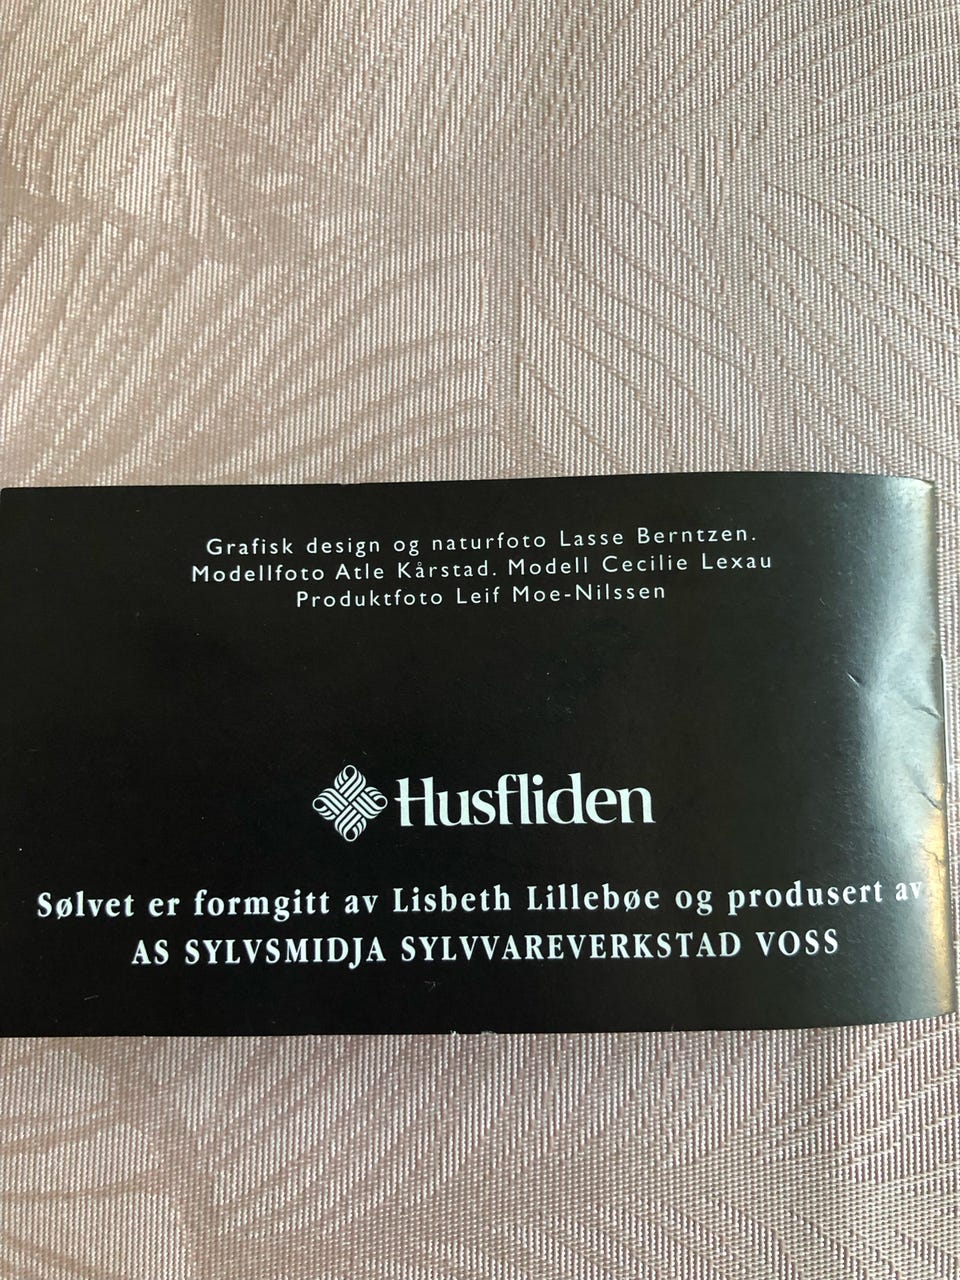 Grafisk design og naturfoto Lasse Berntzen.
Modellfoto Atle Kårstad. Modell Cecilie Lexau
Produktfoto Leif Moe-Nilssen
Husfliden
Sølvet er formgitt av Lisbeth Lillebøe og produsert av
AS SYLVSMIDJA SYLVVAREVERKSTAD VOSS